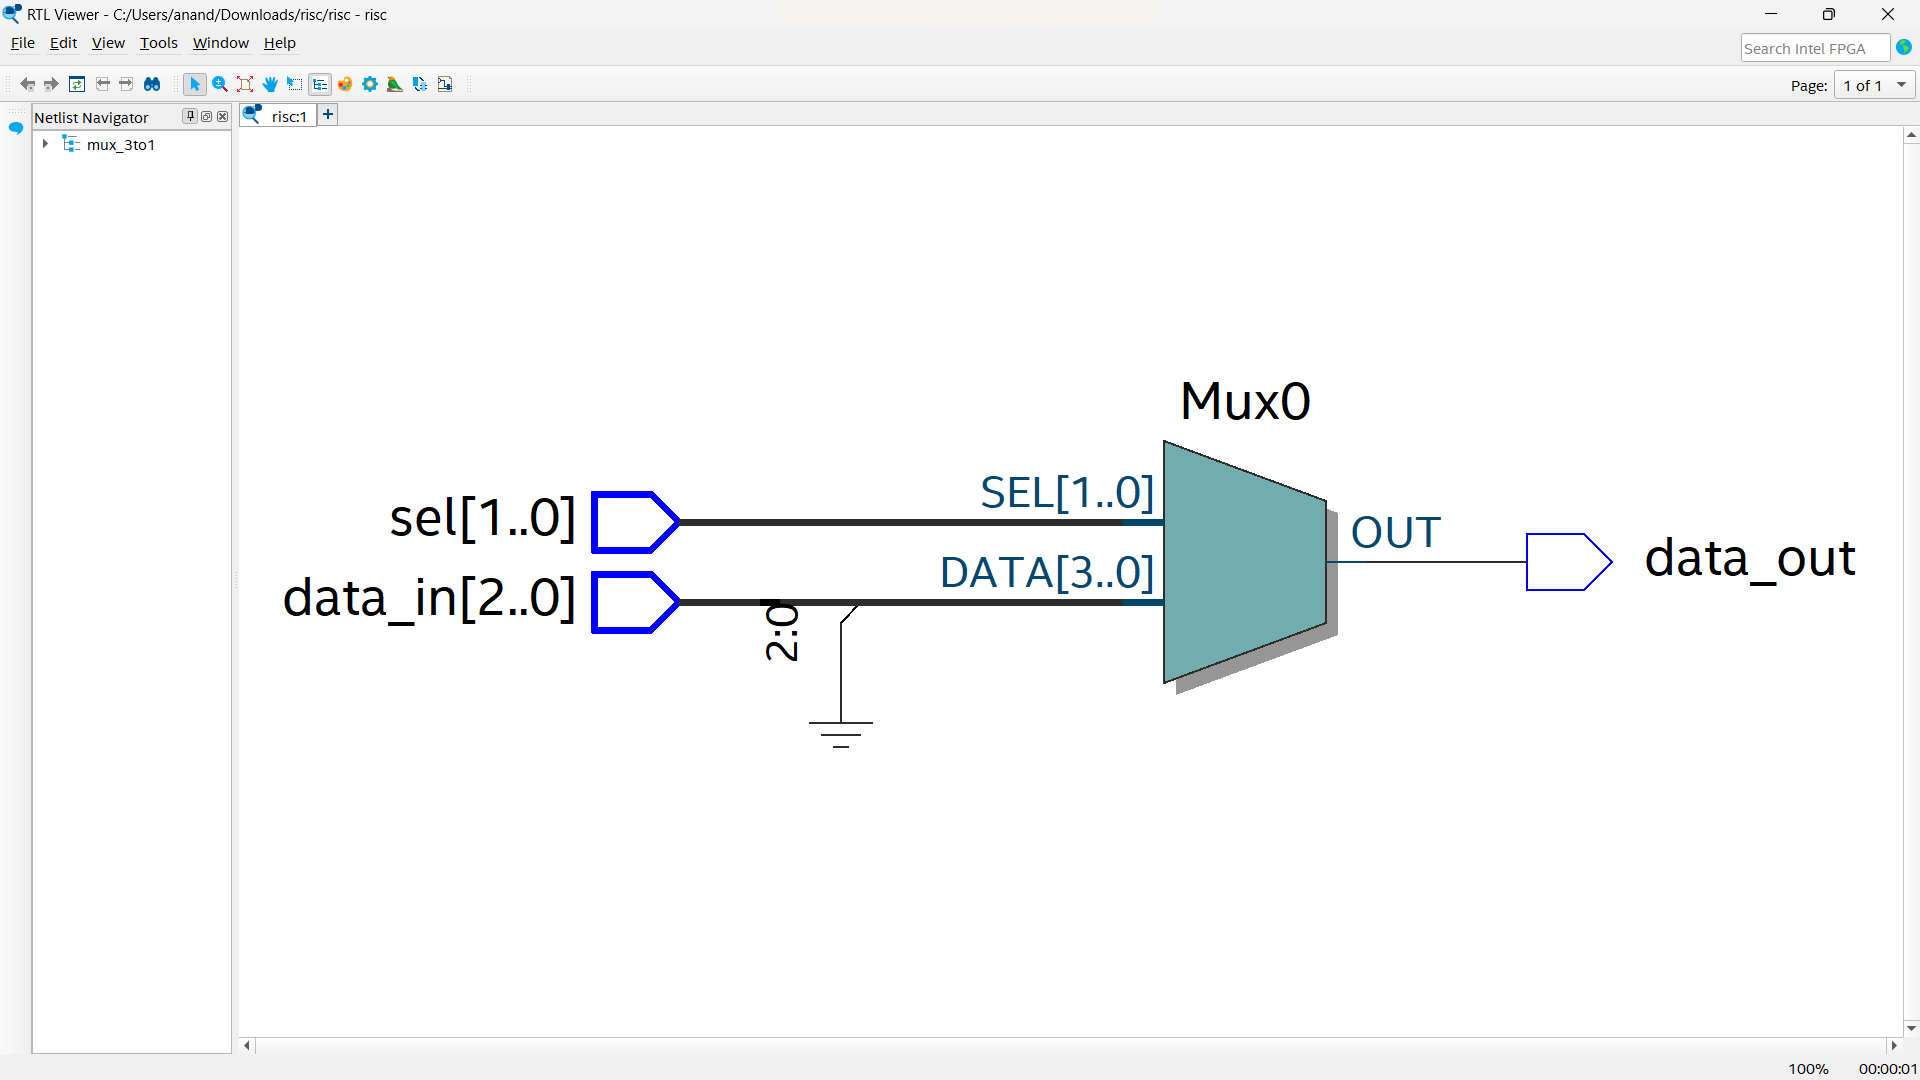 RTL Viewer - C:/Users/anand/Downloads/risc/risc - risc
File Edit View Tools Window Help
Search Intel FPGA
Page: 1 of 1
Netlist Navigator
risc:1
mux_3to1
Mux0
SEL[1..0]
sel[1..0]
OUT
data_out
DATA[3..0]
data_in[2..0]
2:0
100% 00:00:01